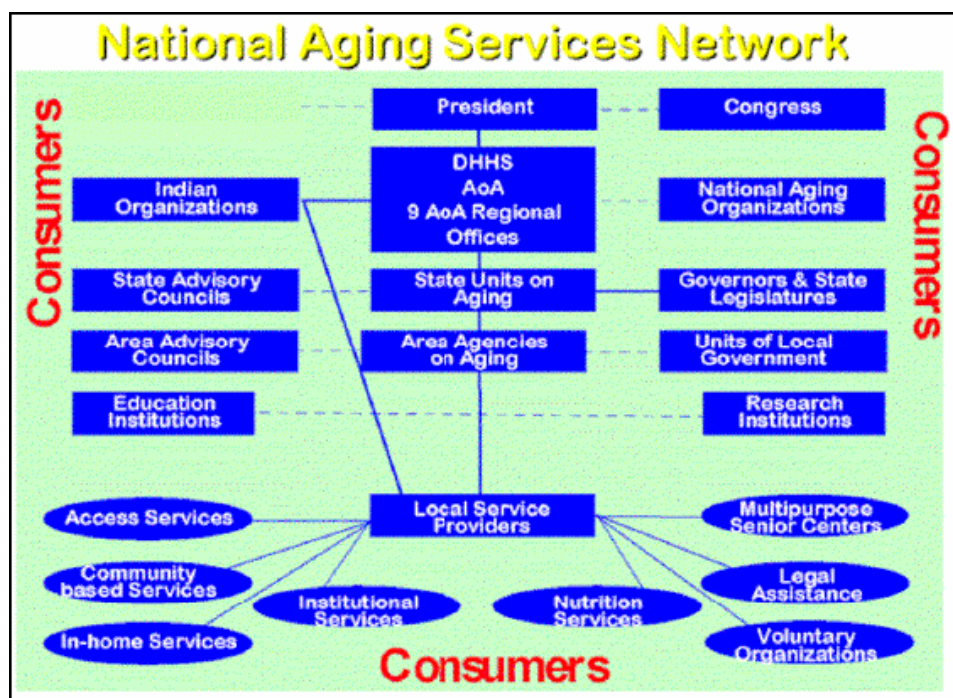 National Aging Services Network
Consumers
President
Congress
Consumers
DHHS
AoA
9 AoA Regional
Offices
Indian
Organizations
National Aging
Organizations
State Advisory
Councils
State Units on
Aging
Governors & State
Legislatures
Area Advisory
Councils
Area Agencies
on Aging
Units of Local
Government
Education
Institutions
Research
Institutions
Local Service
Providers
Access Services
Multipurpose
Senior Centers
Community
based Services
Legal
Assistance
Institutional
Services
Nutrition
Services
In-home Services
Voluntary
Organizations
Consumers